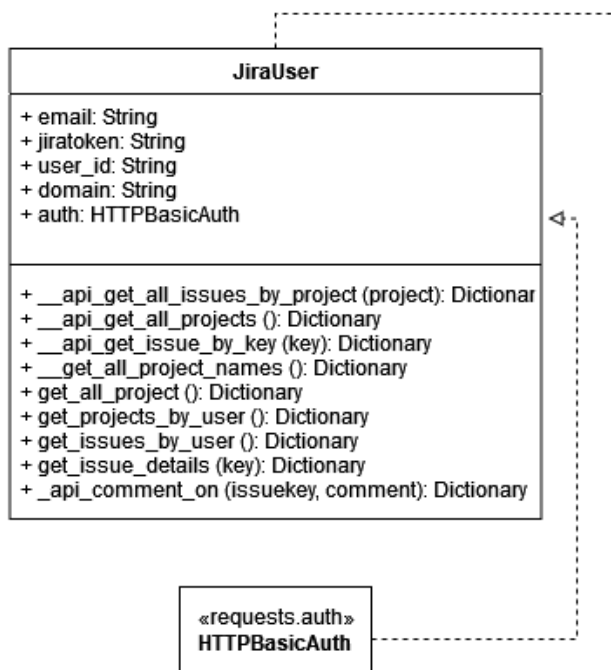 JiraUser
+ email: String
+ jiratoken: String
+ user_id: String
+ domain: String
+ auth: HTTPBasicAuth
+ __api_get_all_issues_by_project (project): Dictionar
+ __api_get_all_projects (): Dictionary
+ __api_get_issue_by_key (key): Dictionary
+ __get_all_project_names (): Dictionary
+ get_all_project (): Dictionary
+ get_projects_by_user (): Dictionary
+ get_issues_by_user (): Dictionary
+ get_issue_details (key): Dictionary
+ _api_comment_on (issuekey, comment): Dictionary
«requests.auth»
HTTPBasicAuth